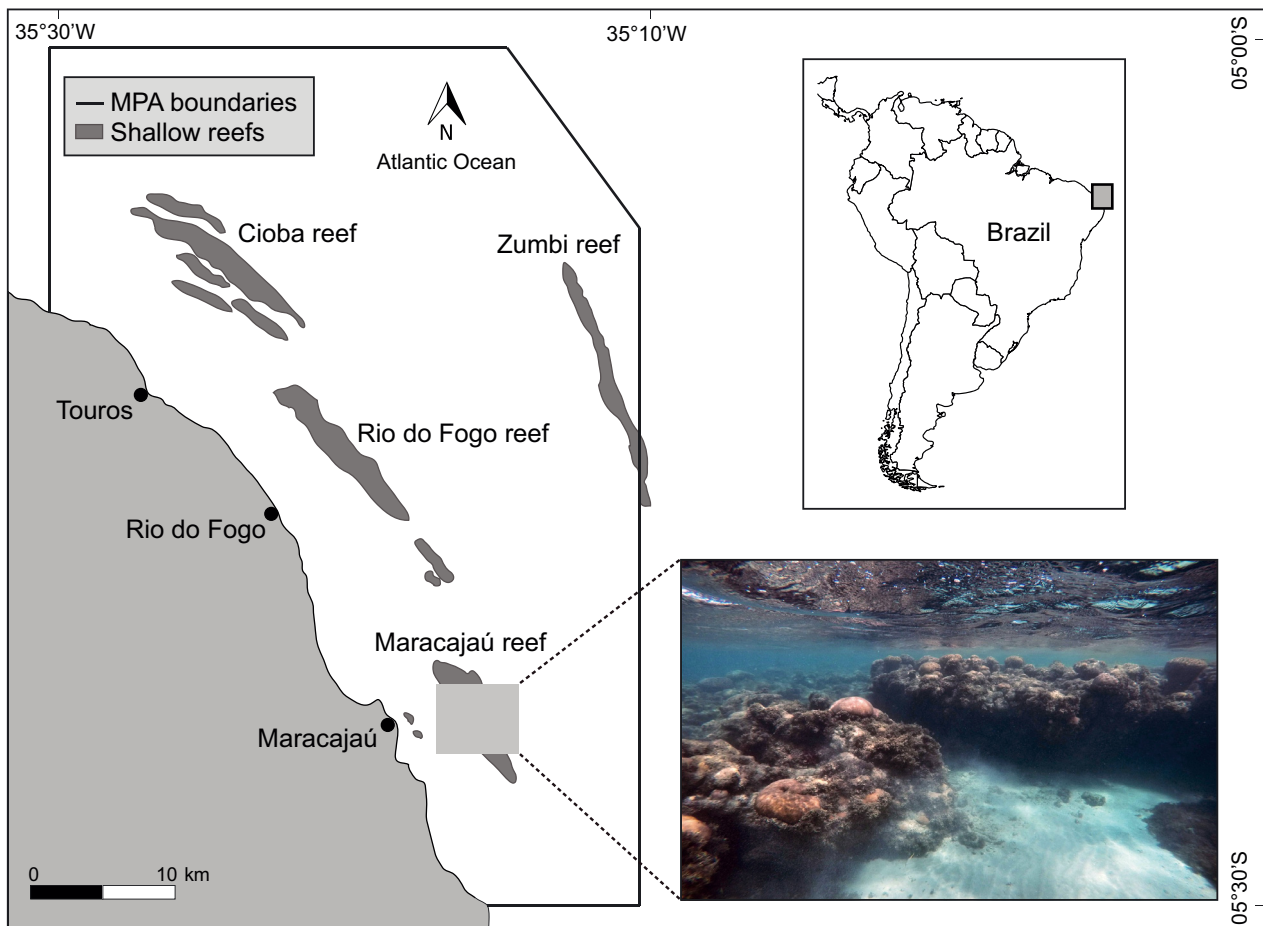 35°30'W
35°10'W
05°00'S
MPA boundaries
Shallow reefs
N
Atlantic Ocean
Cioba reef
Zumbi reef
Brazil
Touros
Rio do Fogo reef
Rio do Fogo
Maracajaú reef
Maracajaú
0 10 km
05°30'S